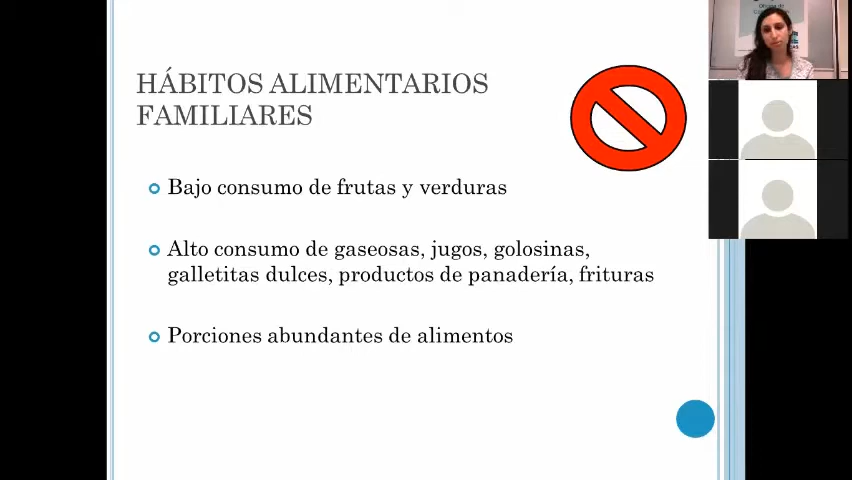 HÁBITOS ALIMENTARIOS
FAMILIARES
Bajo consumo de frutas y verduras
Alto consumo de gaseosas, jugos, golosinas,
galletitas dulces, productos de panadería, frituras
Porciones abundantes de alimentos